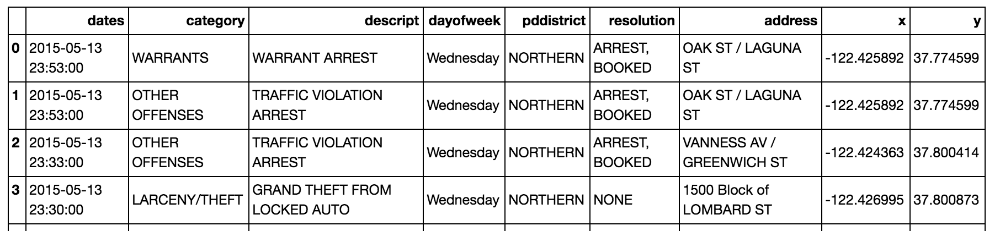 dates category descript dayofweek pddistrict resolution address x y
0 2015-05-13 23:53:00 WARRANTS WARRANT ARREST Wednesday NORTHERN ARREST, BOOKED OAK ST / LAGUNA ST -122.425892 37.774599
1 2015-05-13 23:53:00 OTHER OFFENSES TRAFFIC VIOLATION ARREST Wednesday NORTHERN ARREST, BOOKED OAK ST / LAGUNA ST -122.425892 37.774599
2 2015-05-13 23:33:00 OTHER OFFENSES TRAFFIC VIOLATION ARREST Wednesday NORTHERN ARREST, BOOKED VANNESS AV / GREENWICH ST -122.424363 37.800414
3 2015-05-13 23:30:00 LARCENY/THEFT GRAND THEFT FROM LOCKED AUTO Wednesday NORTHERN NONE 1500 Block of LOMBARD ST -122.426995 37.800873